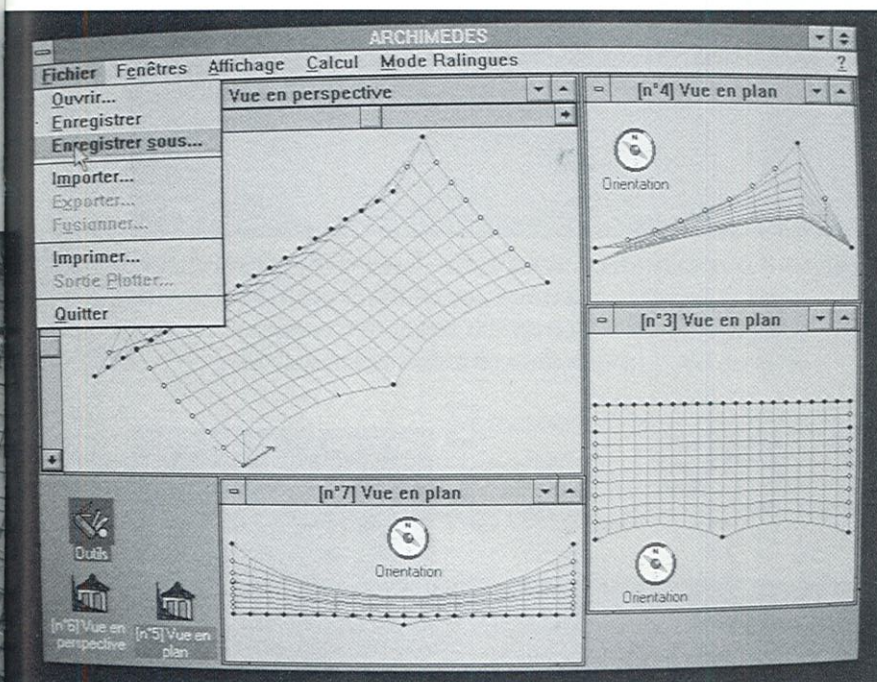 ARCHIMEDES
Fichier Fenêtres Affichage Calcul Mode Ralingues ?
Ouvrir...
Enregistrer
Enregistrer sous...
Importer...
Exporter...
Fusionner...
Imprimer...
Sortie Plotter...
Quitter
Vue en perspective
[n°4] Vue en plan
N
Orientation
[n°3] Vue en plan
N
Orientation
[n°7] Vue en plan
N
Orientation
Outils
[n°6] Vue en
perspective
[n°5] Vue en
plan